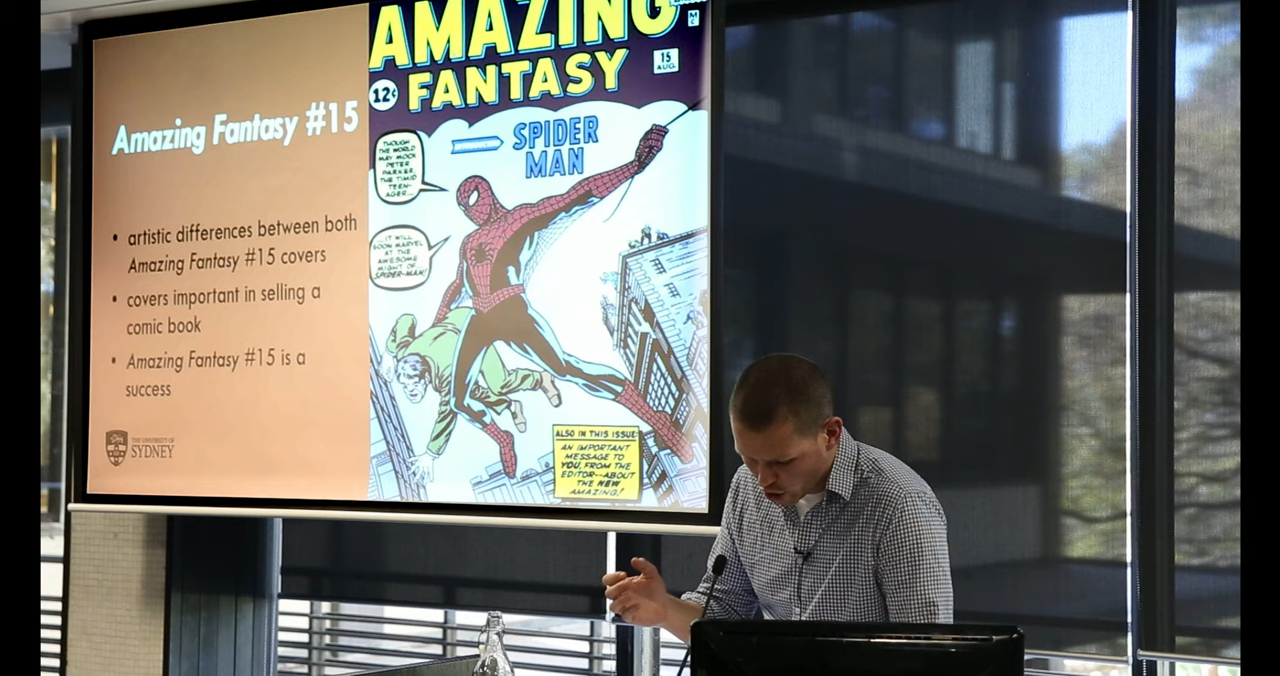 Amazing Fantasy #15
• artistic differences between both
Amazing Fantasy #15 covers
• covers important in selling a
comic book
• Amazing Fantasy #15 is a
success
THE UNIVERSITY OF
SYDNEY
AMAZING
FANTASY
12¢
15
AUG.
M
C
SPIDER
MAN
THOUGH
THE WORLD
MAY MOCK
PETER
PARKER,
THE TIMID
TEEN-
AGER...
...IT WILL
SOON MARVEL
AT THE
AWESOME
MIGHT OF
SPIDER-MAN!
ALSO IN THIS ISSUE:
AN IMPORTANT
MESSAGE TO
YOU, FROM THE
EDITOR--ABOUT
THE NEW
AMAZING!